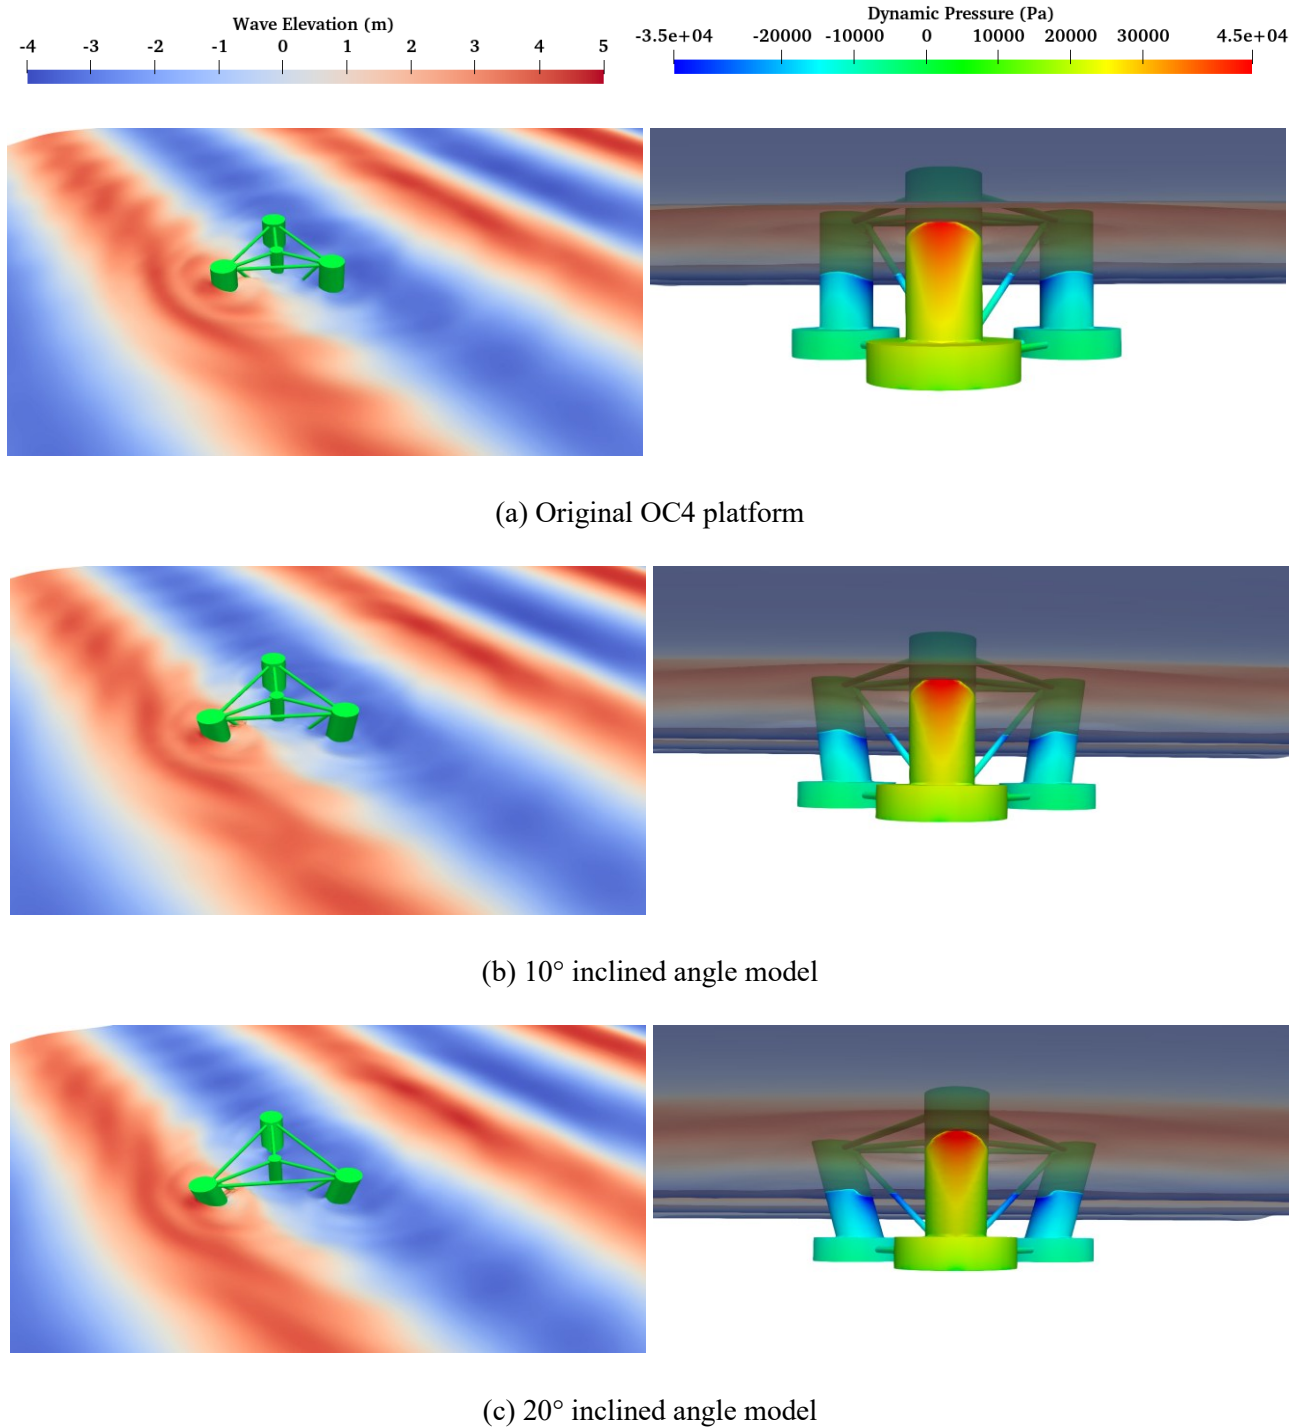 Wave Elevation (m)
-4 -3 -2 -1 0 1 2 3 4 5
Dynamic Pressure (Pa)
-3.5e+04 -20000 -10000 0 10000 20000 30000 4.5e+04
(a) Original OC4 platform
(b) 10° inclined angle model
(c) 20° inclined angle model